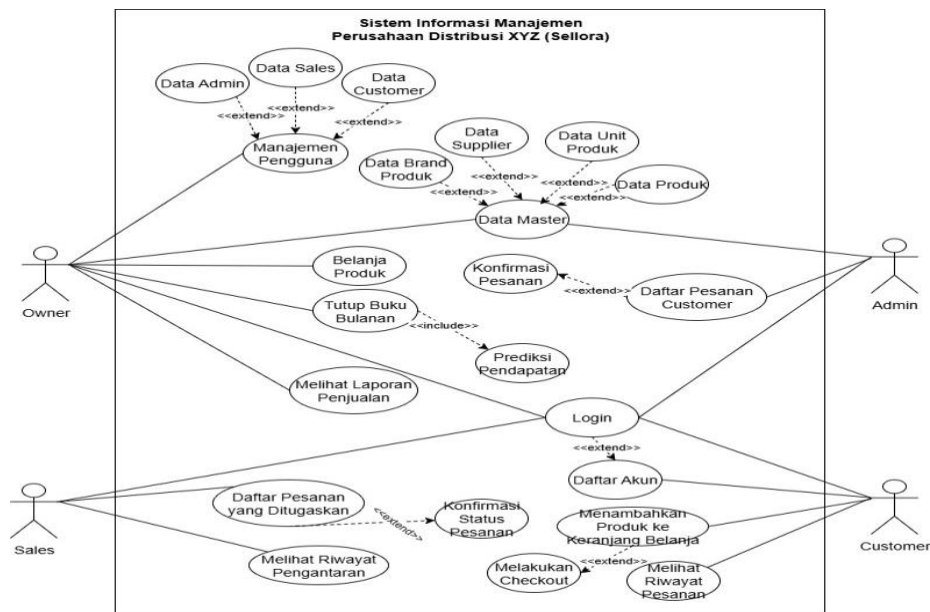 Sistem Informasi Manajemen
Perusahaan Distribusi XYZ (Sellora)
Data Admin
Data Sales
Data
Customer
<<extend>>
<<extend>>
<<extend>>
Manajemen
Pengguna
Data
Supplier
Data Unit
Produk
Data Brand
Produk
Data Produk
<<extend>>
<<extend>>
<<extend>>
<<extend>>
Data Master
Owner
Admin
Belanja
Produk
Konfirmasi
Pesanan
<<extend>>
Daftar Pesanan
Customer
Tutup Buku
Bulanan
<<include>>
Prediksi
Pendapatan
Melihat Laporan
Penjualan
Login
<<extend>>
Daftar Akun
Sales
Customer
Daftar Pesanan
yang Ditugaskan
<<extend>>
Konfirmasi
Status
Pesanan
Menambahkan
Produk ke
Keranjang Belanja
<<extend>>
Melihat Riwayat
Pengantaran
Melakukan
Checkout
Melihat
Riwayat
Pesanan